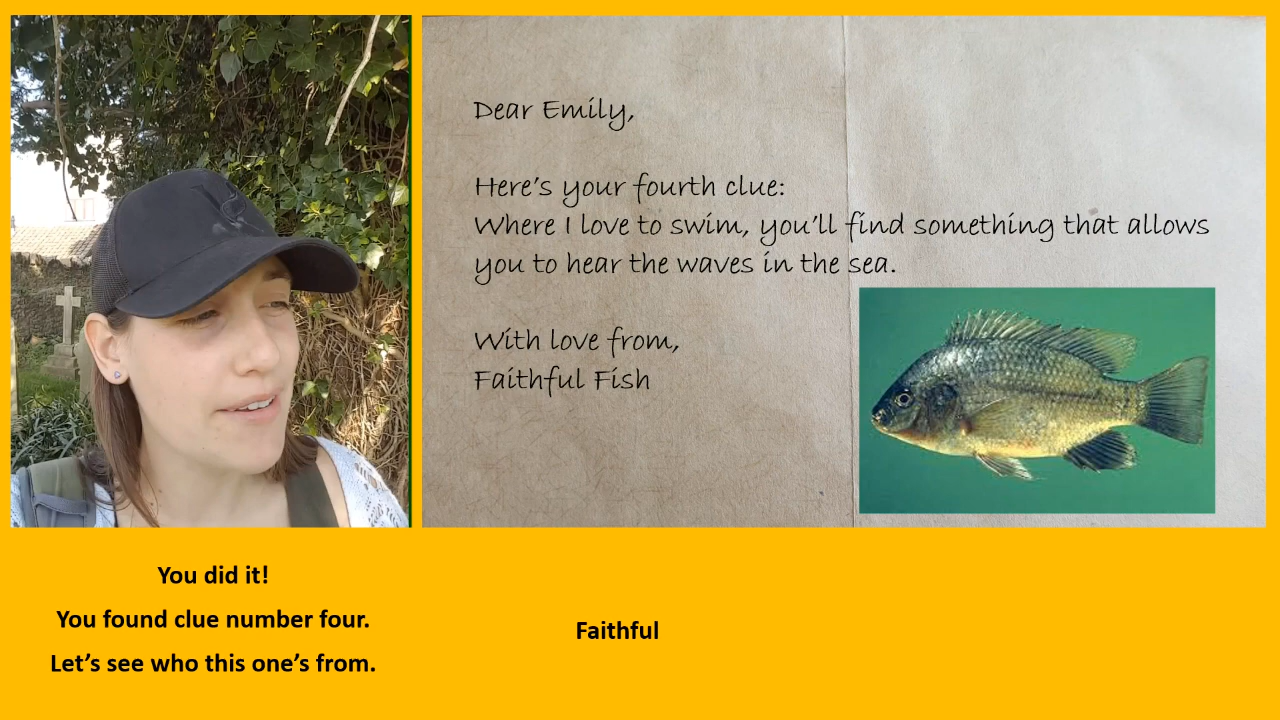 Dear Emily,
Here's your fourth clue:
Where I love to swim, you'll find something that allows
you to hear the waves in the sea.
With love from,
Faithful Fish
You did it!
You found clue number four.
Let's see who this one's from.
Faithful